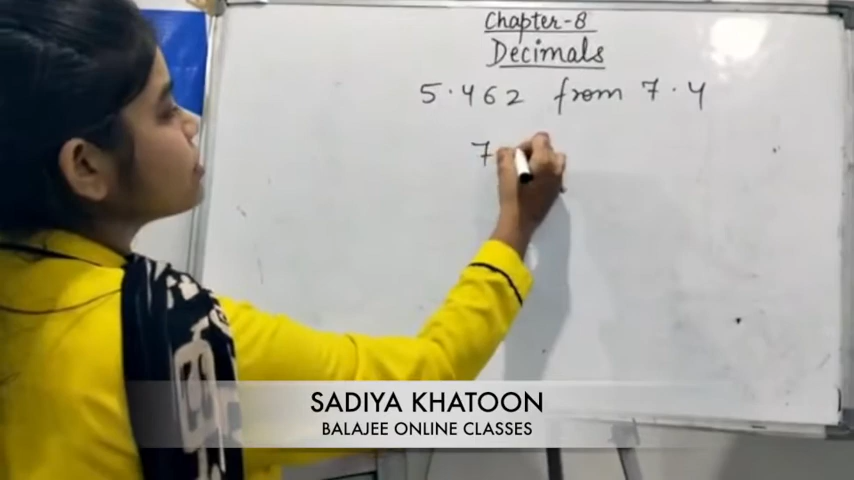 Chapter-8
Decimals
5.462 from 7.4
7
SADIYA KHATOON
BALAJEE ONLINE CLASSES